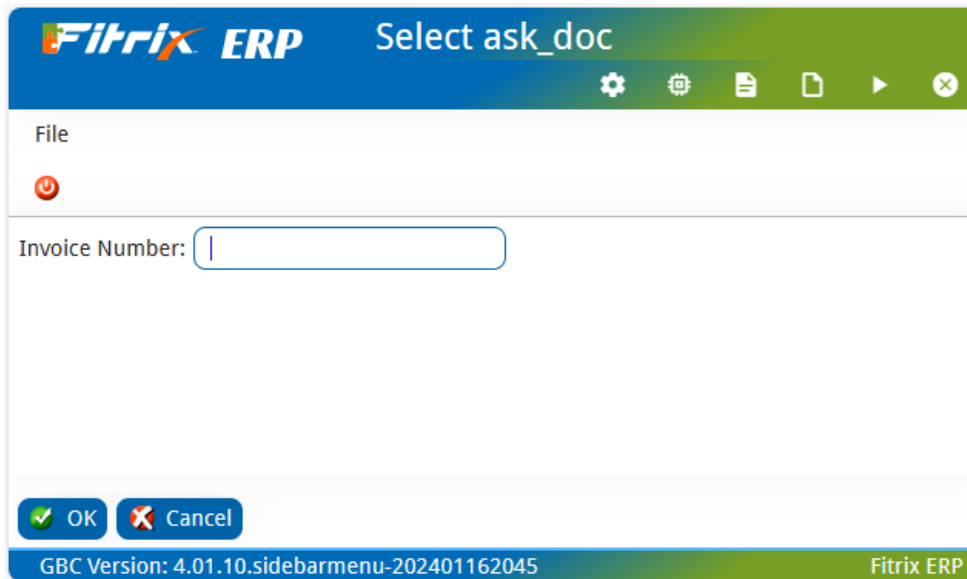 Fitrix ERP
Select ask_doc
File
Invoice Number:
OK
Cancel
GBC Version: 4.01.10.sidebarmenu-202401162045
Fitrix ERP